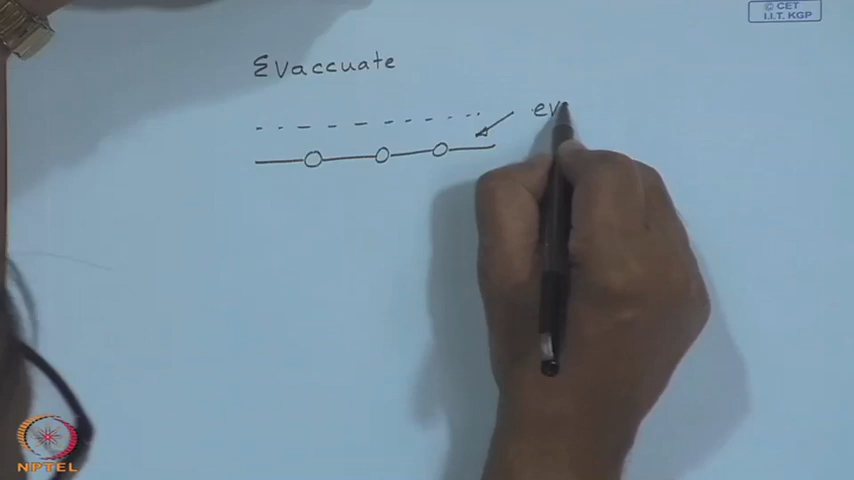 © CET
I.I.T. KGP
Evaccuate
ev
NPTEL